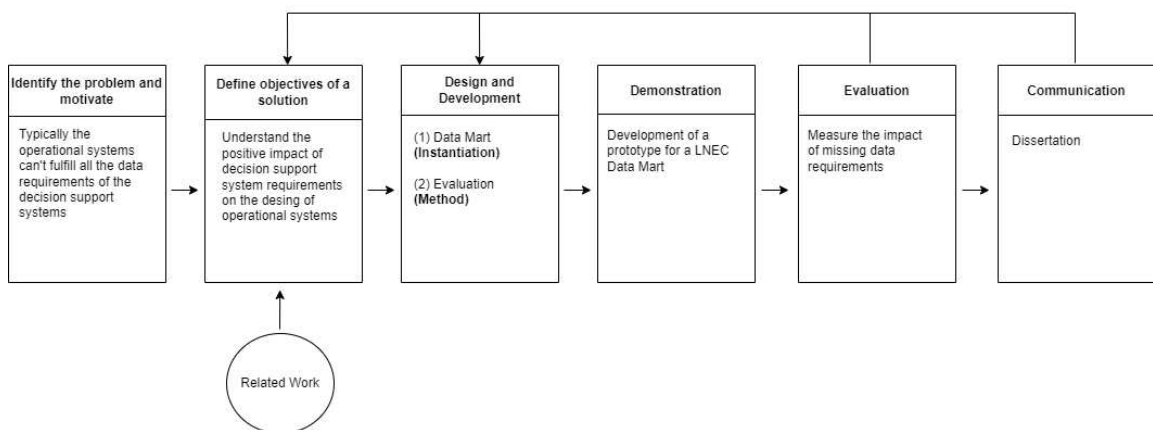 Identify the problem and
motivate
Typically the
operational systems
can't fulfill all the data
requirements of the
decision support
systems
Define objectives of a
solution
Understand the
positive impact of
decision support
system requirements
on the desing of
operational systems
Design and
Development
(1) Data Mart
(Instantiation)
(2) Evaluation
(Method)
Demonstration
Development of a
prototype for a LNEC
Data Mart
Evaluation
Measure the impact
of missing data
requirements
Communication
Dissertation
Related Work